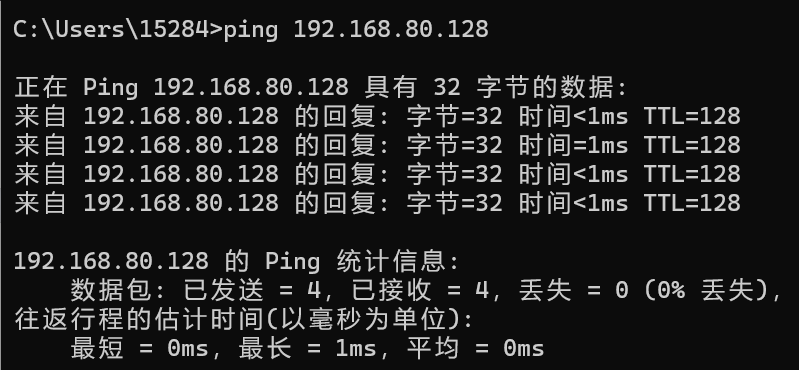 C:\Users\15284>ping 192.168.80.128
正在 Ping 192.168.80.128 具有 32 字节的数据:
来自 192.168.80.128 的回复: 字节=32 时间<1ms TTL=128
来自 192.168.80.128 的回复: 字节=32 时间=1ms TTL=128
来自 192.168.80.128 的回复: 字节=32 时间<1ms TTL=128
来自 192.168.80.128 的回复: 字节=32 时间<1ms TTL=128
192.168.80.128 的 Ping 统计信息:
数据包: 已发送 = 4, 已接收 = 4, 丢失 = 0 (0% 丢失),
往返行程的估计时间(以毫秒为单位):
最短 = 0ms, 最长 = 1ms, 平均 = 0ms